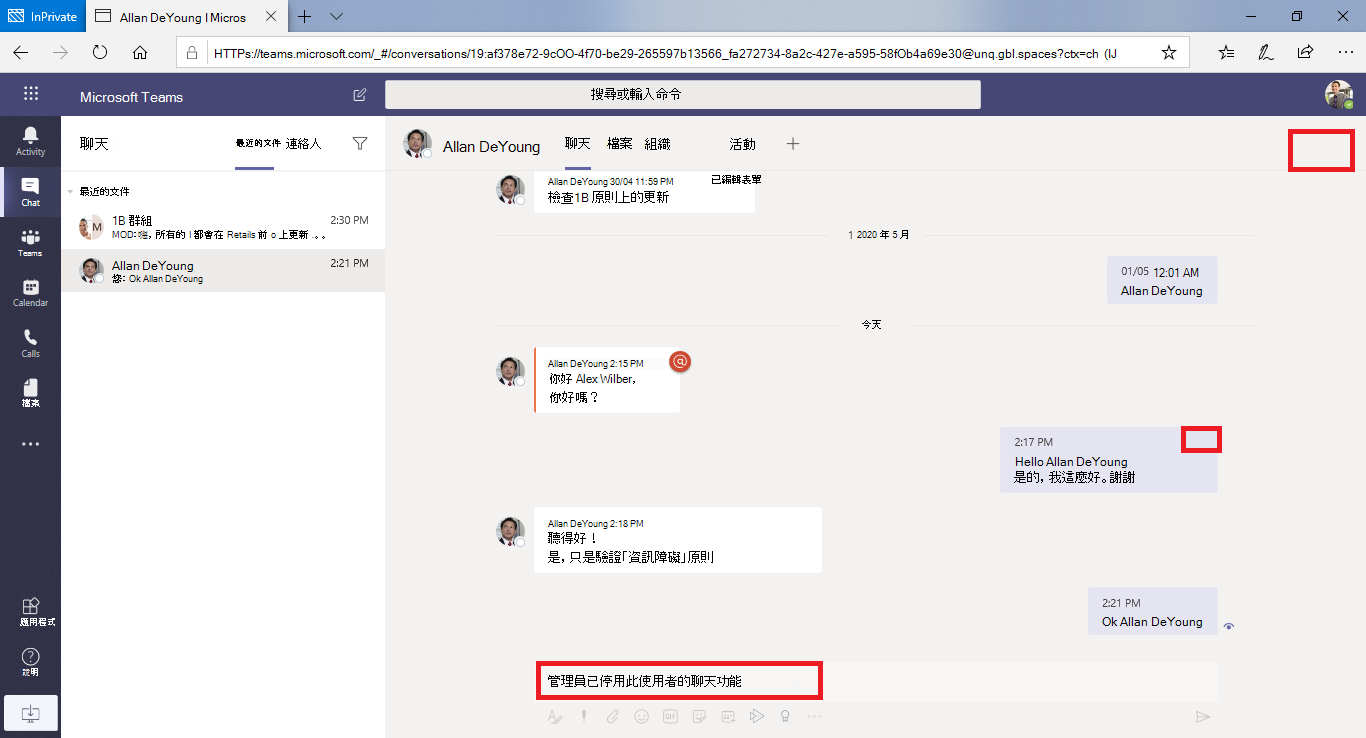 InPrivate
Allan DeYoung l Micros
HTTPs://teams.microsoft.com/_#/conversations/19:af378e72-9cOO-4f70-be29-265597b13566_fa272734-8a2c-427e-a595-58fOb4a69e30@unq.gbl.spaces?ctx=ch (IJ
Microsoft Teams
搜尋或輸入命令
Activity
Chat
Teams
Calendar
Calls
檔案
應用程式
說明
聊天
最近的文件 連絡人
最近的文件
1B 群組 2:30 PM
M
MOD: 嗨, 所有的 I 都會在 Retails 前 o 上更新 . 。。
Allan DeYoung 2:21 PM
您: Ok Allan DeYoung
Allan DeYoung 聊天 檔案 組織 活動
Allan DeYoung 30/04 11:59 PM 已編輯表單
檢查1B 原則上的更新
1 2020 年 5 月
01/05 12:01 AM
Allan DeYoung
今天
Allan DeYoung 2:15 PM
@
你好 Alex Wilber,
你好嗎？
2:17 PM
Hello Allan DeYoung
是的, 我這麼好。謝謝
Allan DeYoung 2:18 PM
聽得好！
是, 只是驗證「資訊障礙」原則
2:21 PM
Ok Allan DeYoung
管理員已停用此使用者的聊天功能
GIF